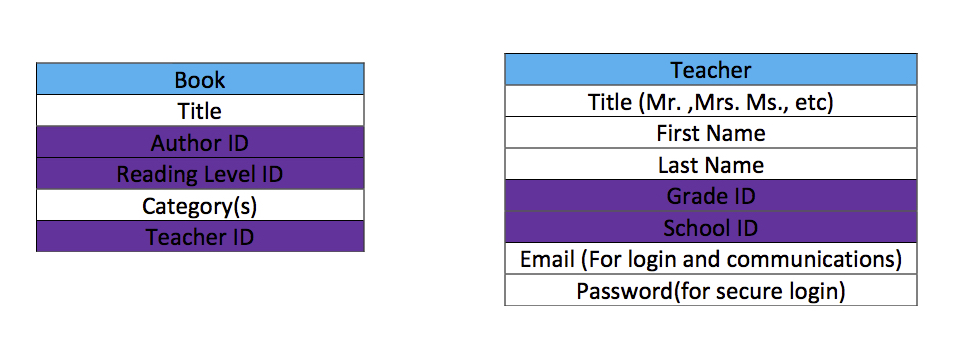 Book
Title
Author ID
Reading Level ID
Category(s)
Teacher ID
Teacher
Title (Mr. ,Mrs. Ms., etc)
First Name
Last Name
Grade ID
School ID
Email (For login and communications)
Password(for secure login)